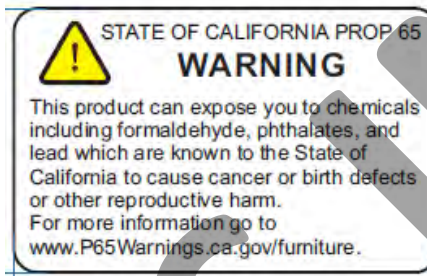 STATE OF CALIFORNIA PROP 65
WARNING
This product can expose you to chemicals
including formaldehyde, phthalates, and
lead which are known to the State of
California to cause cancer or birth defects
or other reproductive harm.
For more information go to
www.P65Warnings.ca.gov/furniture.